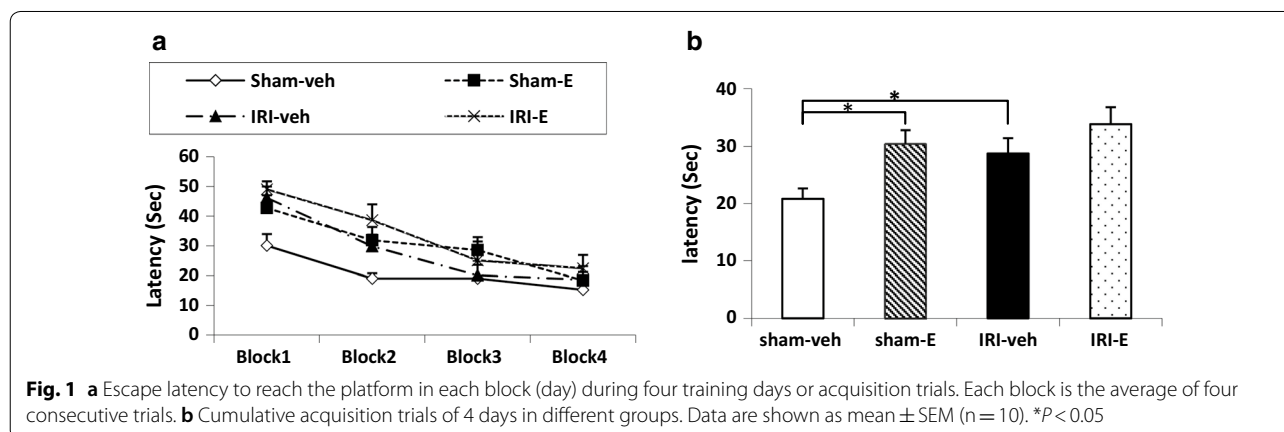 a
Sham-veh Sham-E
IRI-veh IRI-E
Latency (Sec)
60
50
40
30
20
10
0
Block1 Block2 Block3 Block4
b
latency (Sec)
40
30
20
10
0
*
*
sham-veh sham-E IRI-veh IRI-E
Fig. 1 a Escape latency to reach the platform in each block (day) during four training days or acquisition trials. Each block is the average of four
consecutive trials. b Cumulative acquisition trials of 4 days in different groups. Data are shown as mean ± SEM (n = 10). *P < 0.05